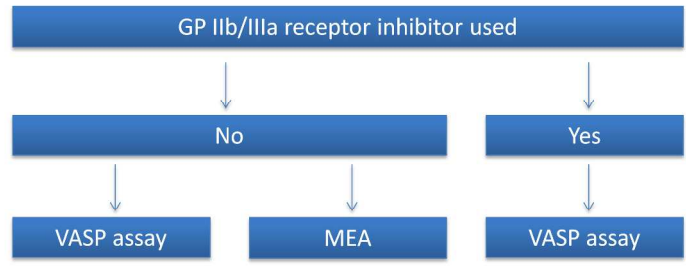 GP IIb/IIIa receptor inhibitor used
No
Yes
VASP assay
MEA
VASP assay